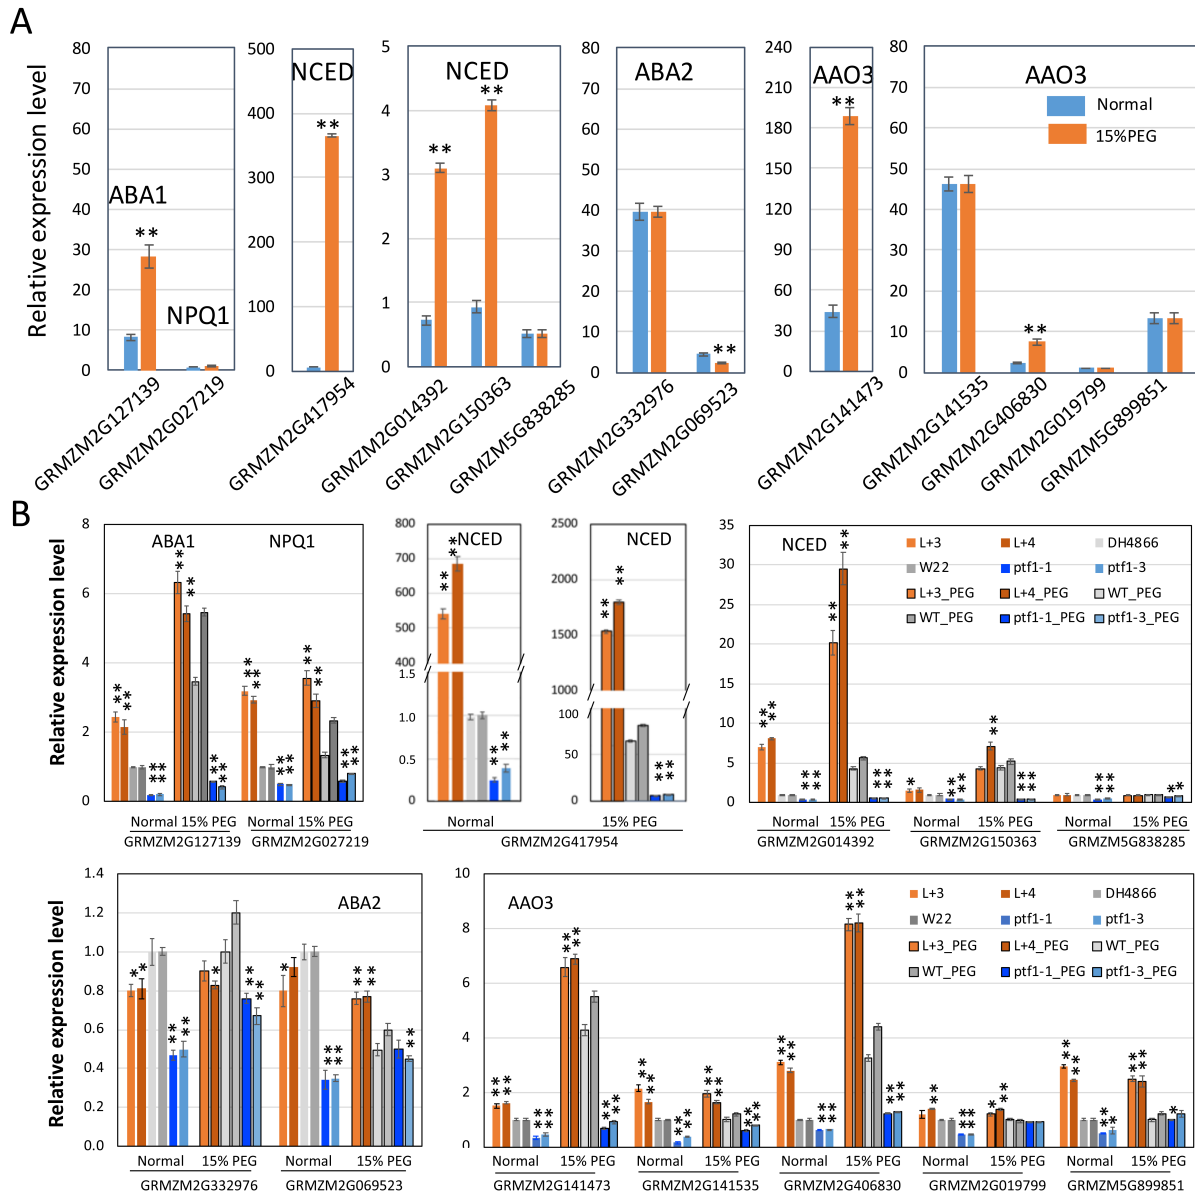 A
Relative expression level
80
70
60
50
40
30
20
10
0
ABA1
**
NPQ1
GRMZM2G127139
GRMZM2G027219
500
400
300
200
100
0
NCED
**
GRMZM2G417954
5
4
3
2
1
0
NCED
**
**
GRMZM2G014392
GRMZM2G150363
GRMZM5G838285
80
70
60
50
40
30
20
10
0
ABA2
**
GRMZM2G332976
GRMZM2G069523
240
210
180
150
120
90
60
30
0
AAO3
**
GRMZM2G141473
80
70
60
50
40
30
20
10
0
AAO3
Normal
15%PEG
**
GRMZM2G141535
GRMZM2G406830
GRMZM2G019799
GRMZM5G899851
B
Relative expression level
8
6
4
2
0
ABA1
NPQ1
Normal 15% PEG
Normal 15% PEG
GRMZM2G127139
GRMZM2G027219
800
700
600
500
400
1.5
1.0
0.5
0
NCED
2500
2000
1500
1000
100
50
0
NCED
Normal
15% PEG
GRMZM2G417954
35
30
25
20
15
10
5
0
NCED
L+3
L+4
DH4866
W22
ptf1-1
ptf1-3
L+3_PEG
L+4_PEG
WT_PEG
WT_PEG
ptf1-1_PEG
ptf1-3_PEG
Normal
15% PEG
Normal
15% PEG
Normal
15% PEG
GRMZM2G014392
GRMZM2G150363
GRMZM5G838285
Relative expression level
1.4
1.2
1.0
0.8
0.6
0.4
0.2
0.0
ABA2
Normal
15% PEG
Normal
15% PEG
GRMZM2G332976
GRMZM2G069523
10
8
6
4
2
0
AAO3
L+3
L+4
DH4866
W22
ptf1-1
ptf1-3
L+3_PEG
L+4_PEG
WT_PEG
WT_PEG
ptf1-1_PEG
ptf1-3_PEG
Normal
15% PEG
Normal
15% PEG
Normal
15% PEG
Normal
15% PEG
Normal
15% PEG
GRMZM2G141473
GRMZM2G141535
GRMZM2G406830
GRMZM2G019799
GRMZM5G899851